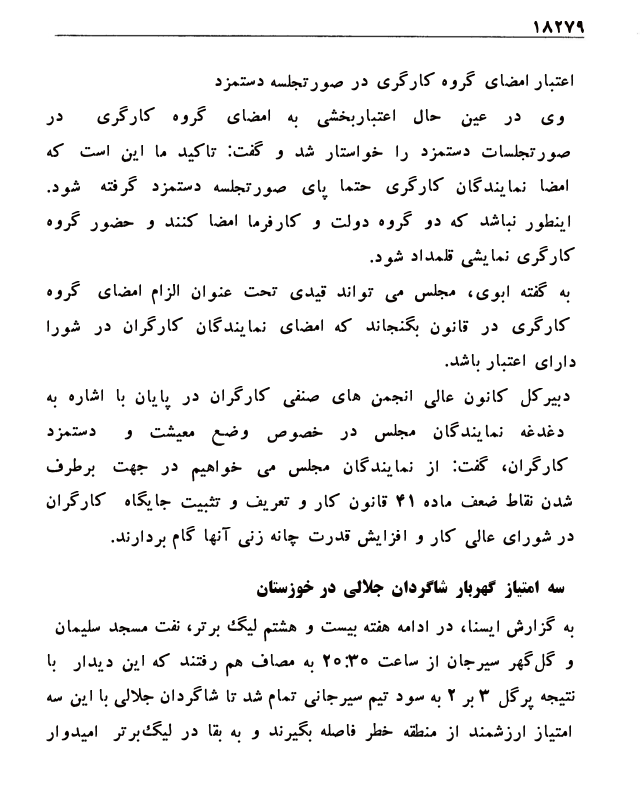 ۱۸۲۷۹
اعتبار امضای گروه کارگری در صورتجلسه دستمزد
وی در عین حال اعتباربخشی به امضای گروه کارگری در
صورتجلسات دستمزد را خواستار شد و گفت: تاکید ما این است که
امضا نمایندگان کارگری حتما پای صورتجلسه دستمزد گرفته شود.
اینطور نباشد که دو گروه دولت و کارفرما امضا کنند و حضور گروه
کارگری نمایشی قلمداد شود.
به گفته ابوی، مجلس می تواند قیدی تحت عنوان الزام امضای گروه
کارگری در قانون بگنجاند که امضای نمایندگان کارگران در شورا
دارای اعتبار باشد.
دبیرکل کانون عالی انجمن های صنفی کارگران در پایان با اشاره به
دغدغه نمایندگان مجلس در خصوص وضع معیشت و دستمزد
کارگران، گفت: از نمایندگان مجلس می خواهیم در جهت برطرف
شدن نقاط ضعف ماده ۴۱ قانون کار و تعریف و تثبیت جایگاه کارگران
در شورای عالی کار و افزایش قدرت چانه زنی آنها گام بردارند.
سه امتیاز گهربار شاگردان جلالی در خوزستان
به گزارش ایسنا، در ادامه هفته بیست و هشتم لیگ برتر، نفت مسجد سلیمان
و گل‌گهر سیرجان از ساعت ۲۰:۳۰ به مصاف هم رفتند که این دیدار با
نتیجه پرگل ۳ بر ۲ به سود تیم سیرجانی تمام شد تا شاگردان جلالی با این سه
امتیاز ارزشمند از منطقه خطر فاصله بگیرند و به بقا در لیگ‌برتر امیدوار